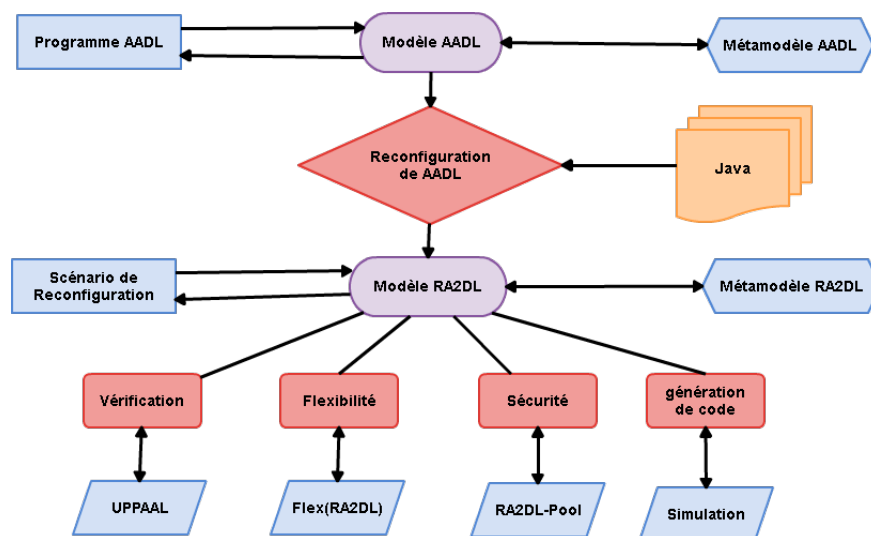 Programme AADL
Modèle AADL
Métamodèle AADL
Reconfiguration
de AADL
Java
Scénario de
Reconfiguration
Modèle RA2DL
Métamodèle RA2DL
Vérification
Flexibilité
Sécurité
génération
de code
UPPAAL
Flex(RA2DL)
RA2DL-Pool
Simulation